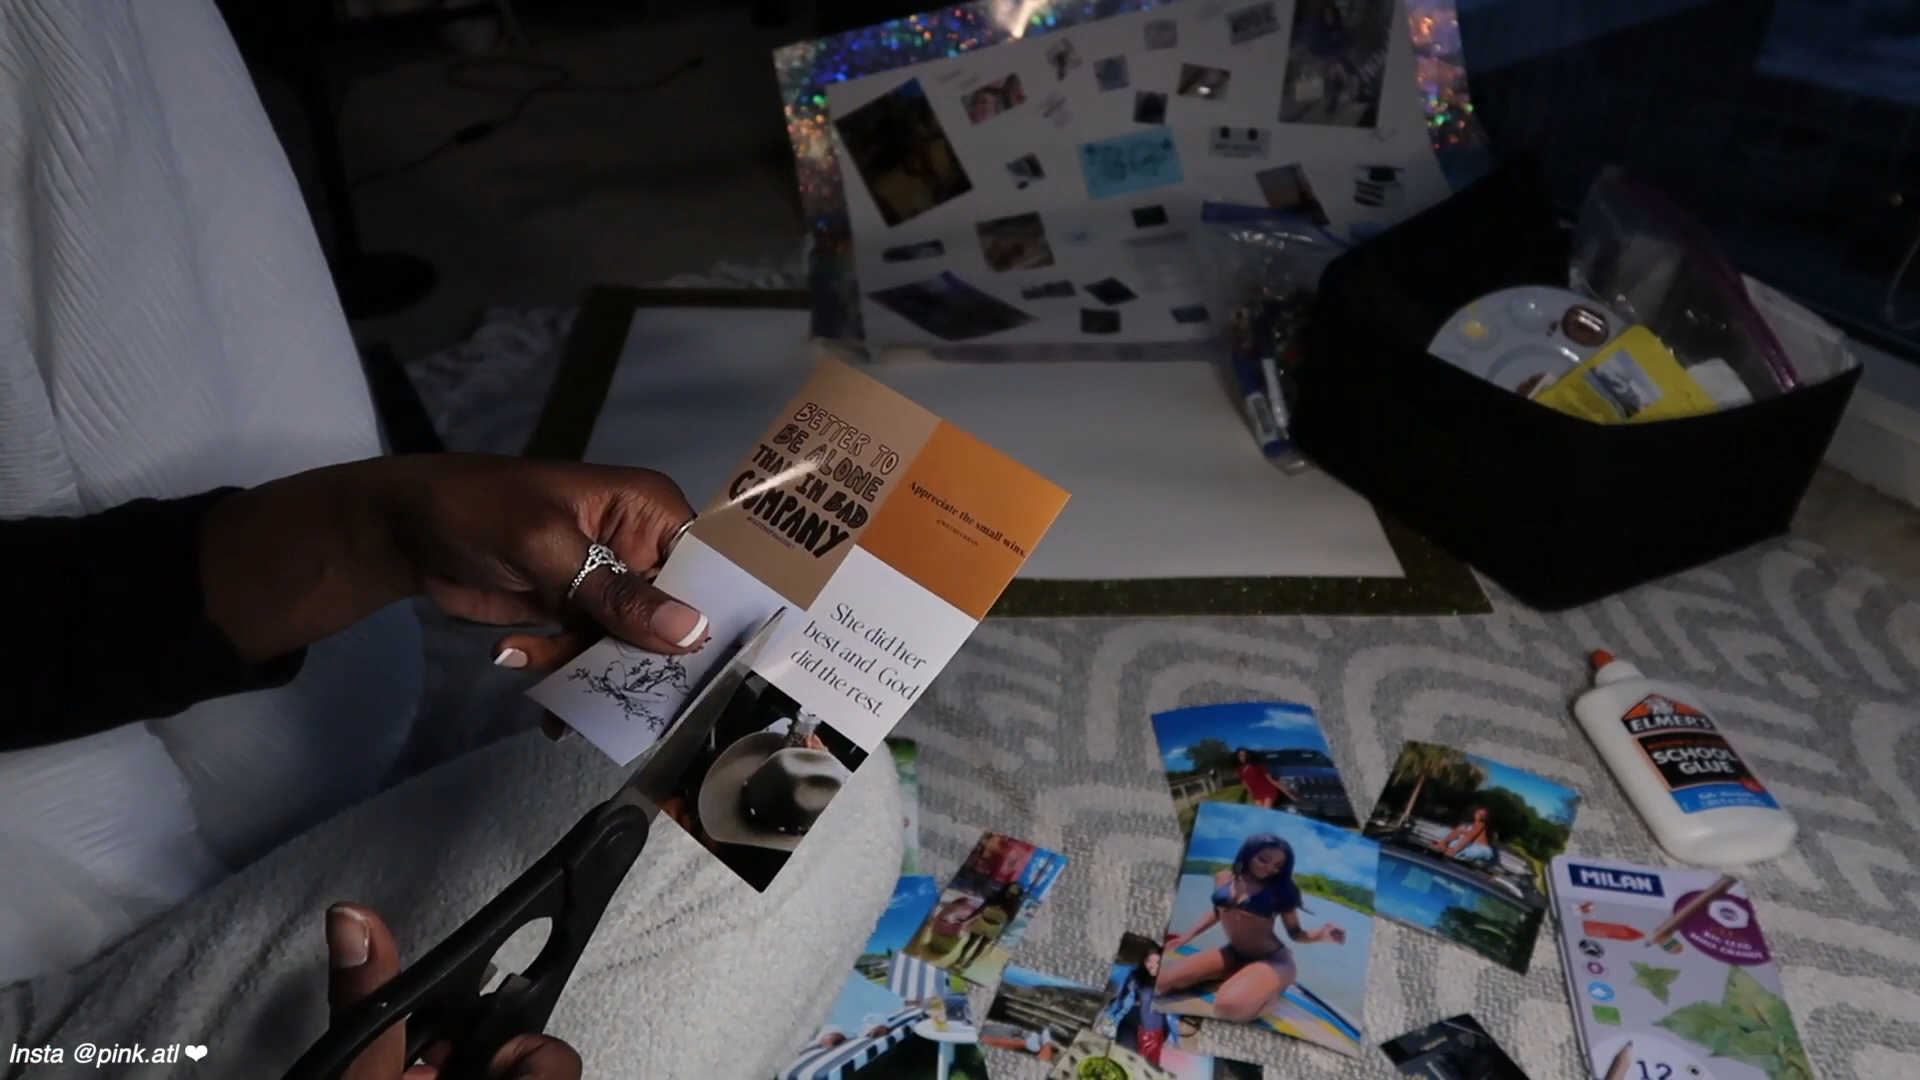 BETTER TO
BE ALONE
THAN IN BAD
COMPANY
Appreciate the small wins.
@WETHEURBAN
She did her
best and God
did the rest.
ELMER'S
SCHOOL
GLUE
MILAN
12
Insta @pink.atl ❤